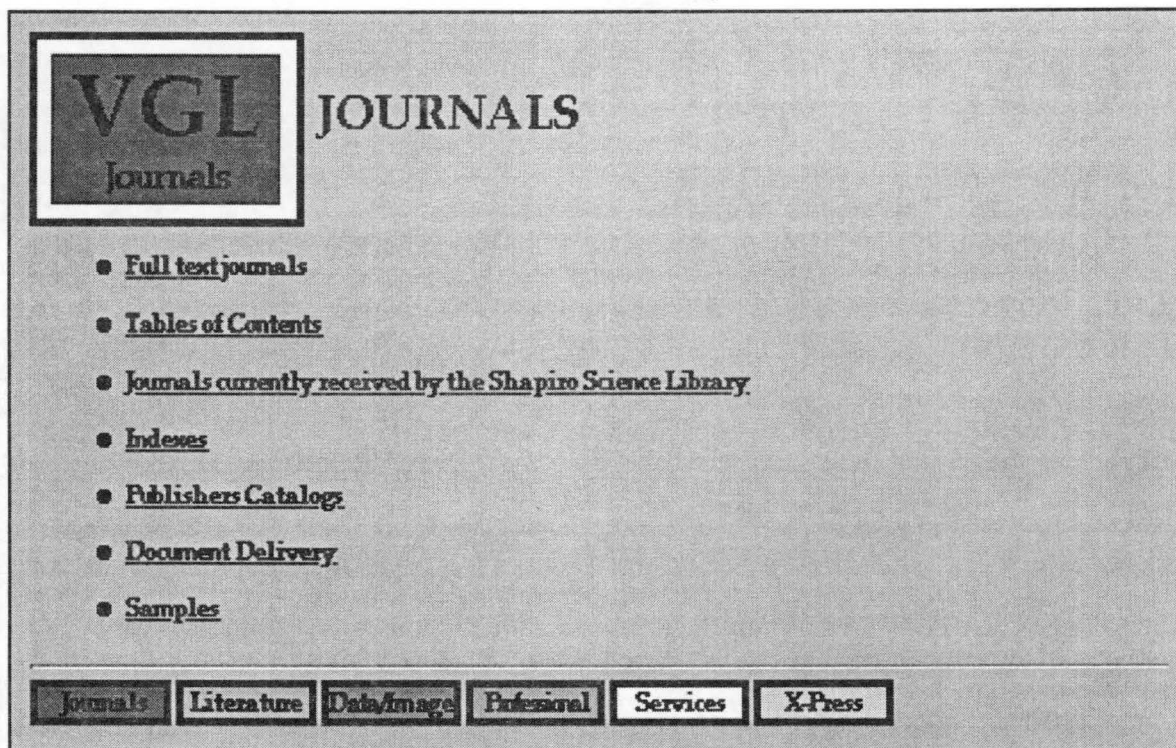 VGL
Journals
JOURNALS
Full text journals
Tables of Contents
Journals currently received by the Shapiro Science Library
Indexes
Publishers Catalogs
Document Delivery
Samples
Journals Literature Data/Image Professional Services X-Press